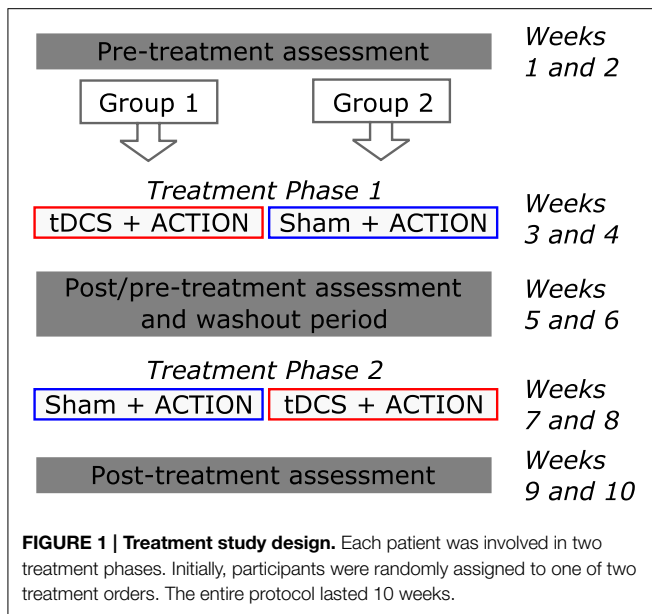 Pre-treatment assessment
Weeks
1 and 2
Group 1
Group 2
Treatment Phase 1
tDCS + ACTION
Sham + ACTION
Weeks
3 and 4
Post/pre-treatment assessment
and washout period
Weeks
5 and 6
Treatment Phase 2
Sham + ACTION
tDCS + ACTION
Weeks
7 and 8
Post-treatment assessment
Weeks
9 and 10
FIGURE 1 | Treatment study design. Each patient was involved in two
treatment phases. Initially, participants were randomly assigned to one of two
treatment orders. The entire protocol lasted 10 weeks.